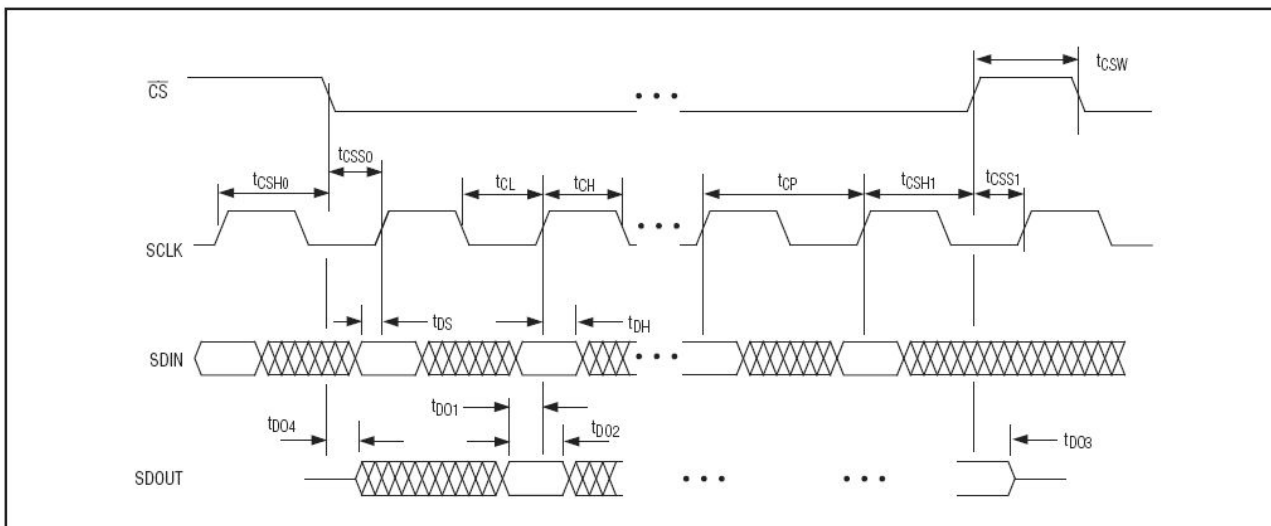 CS
tCSW
tCSS0
tCSH0
tCL
tCH
tCP
tCSH1
tCSS1
SCLK
tDS
tDH
SDIN
tDO1
tDO4
tDO2
tDO3
SDOUT